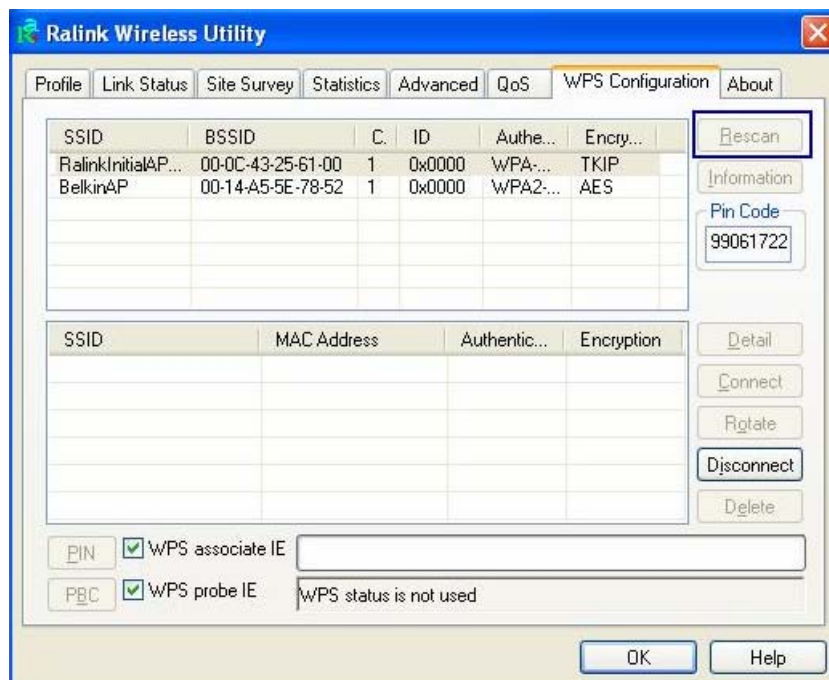 Ralink Wireless Utility
Profile Link Status Site Survey Statistics Advanced QoS WPS Configuration About
SSID BSSID C. ID Authe... Encry...
RalinkInitialAP... 00-0C-43-25-61-00 1 0x0000 WPA-... TKIP
BelkinAP 00-14-A5-5E-78-52 1 0x0000 WPA2-... AES
Rescan
Information
Pin Code
99061722
SSID MAC Address Authentic... Encryption
Detail
Connect
Rotate
Disconnect
Delete
PIN WPS associate IE
PBC WPS probe IE WPS status is not used
OK Help